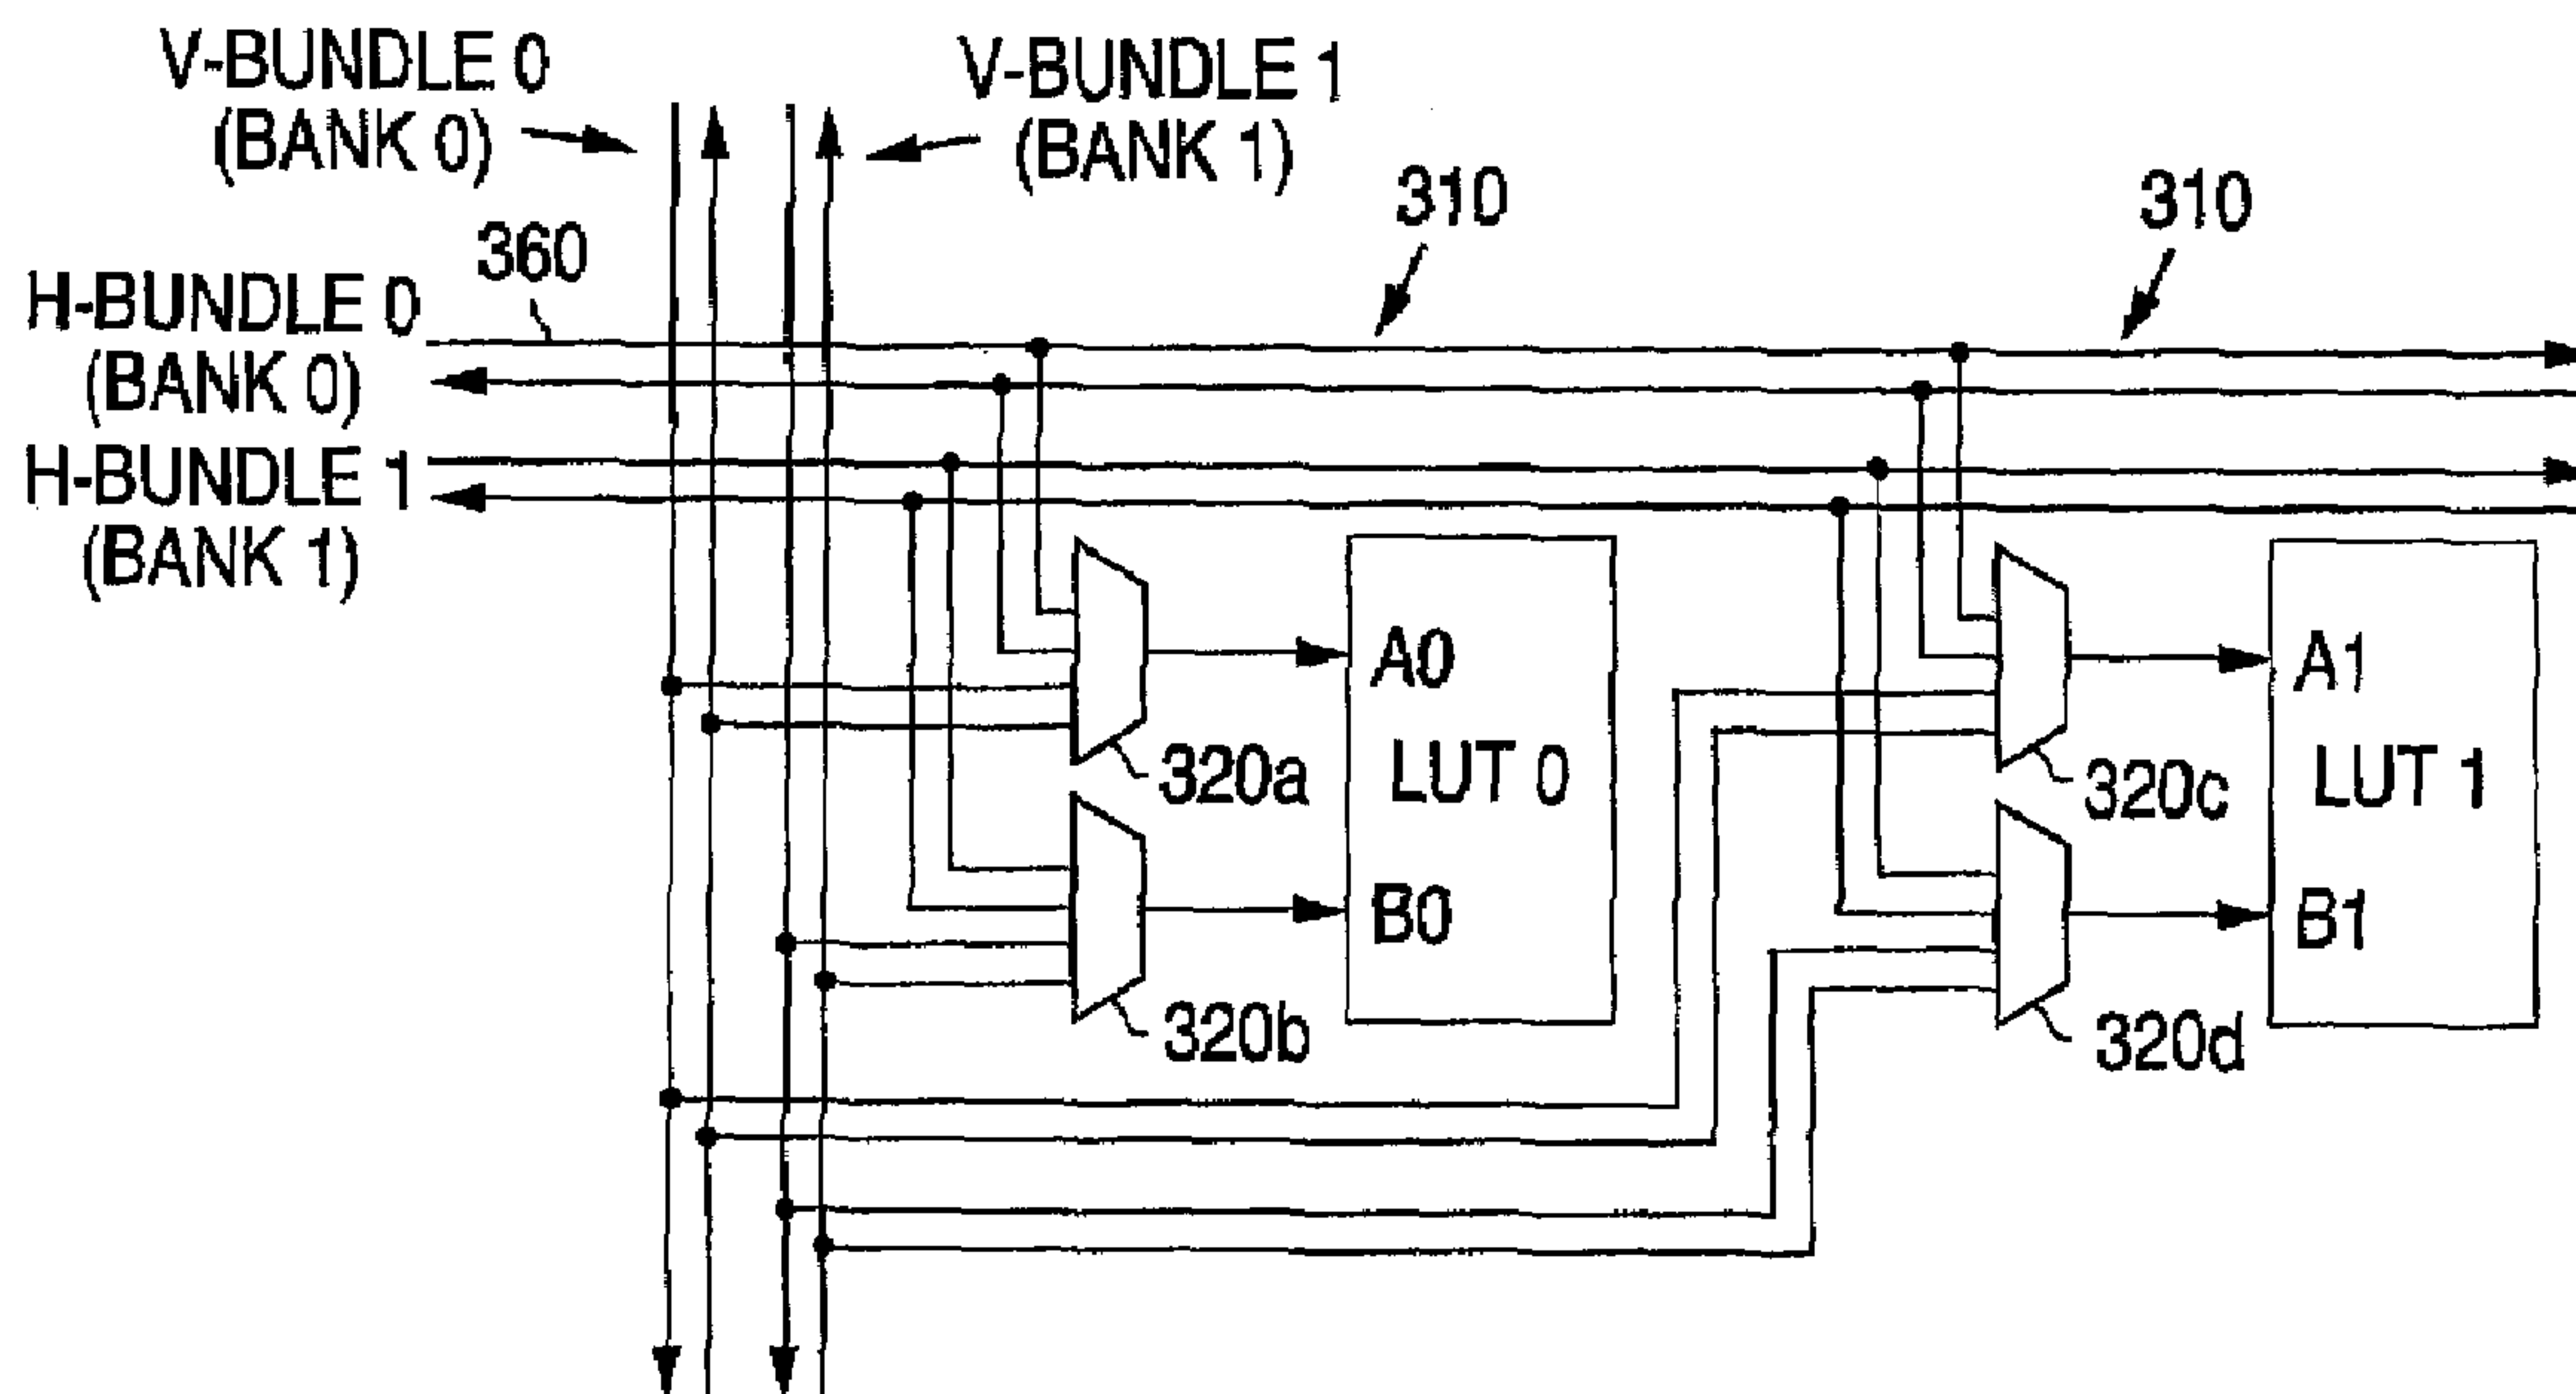 V-BUNDLE 0
(BANK 0)
V-BUNDLE 1
(BANK 1)
310
310
360
H-BUNDLE 0
(BANK 0)
H-BUNDLE 1
(BANK 1)
A0
LUT 0
B0
320a
320b
A1
LUT 1
B1
320c
320d